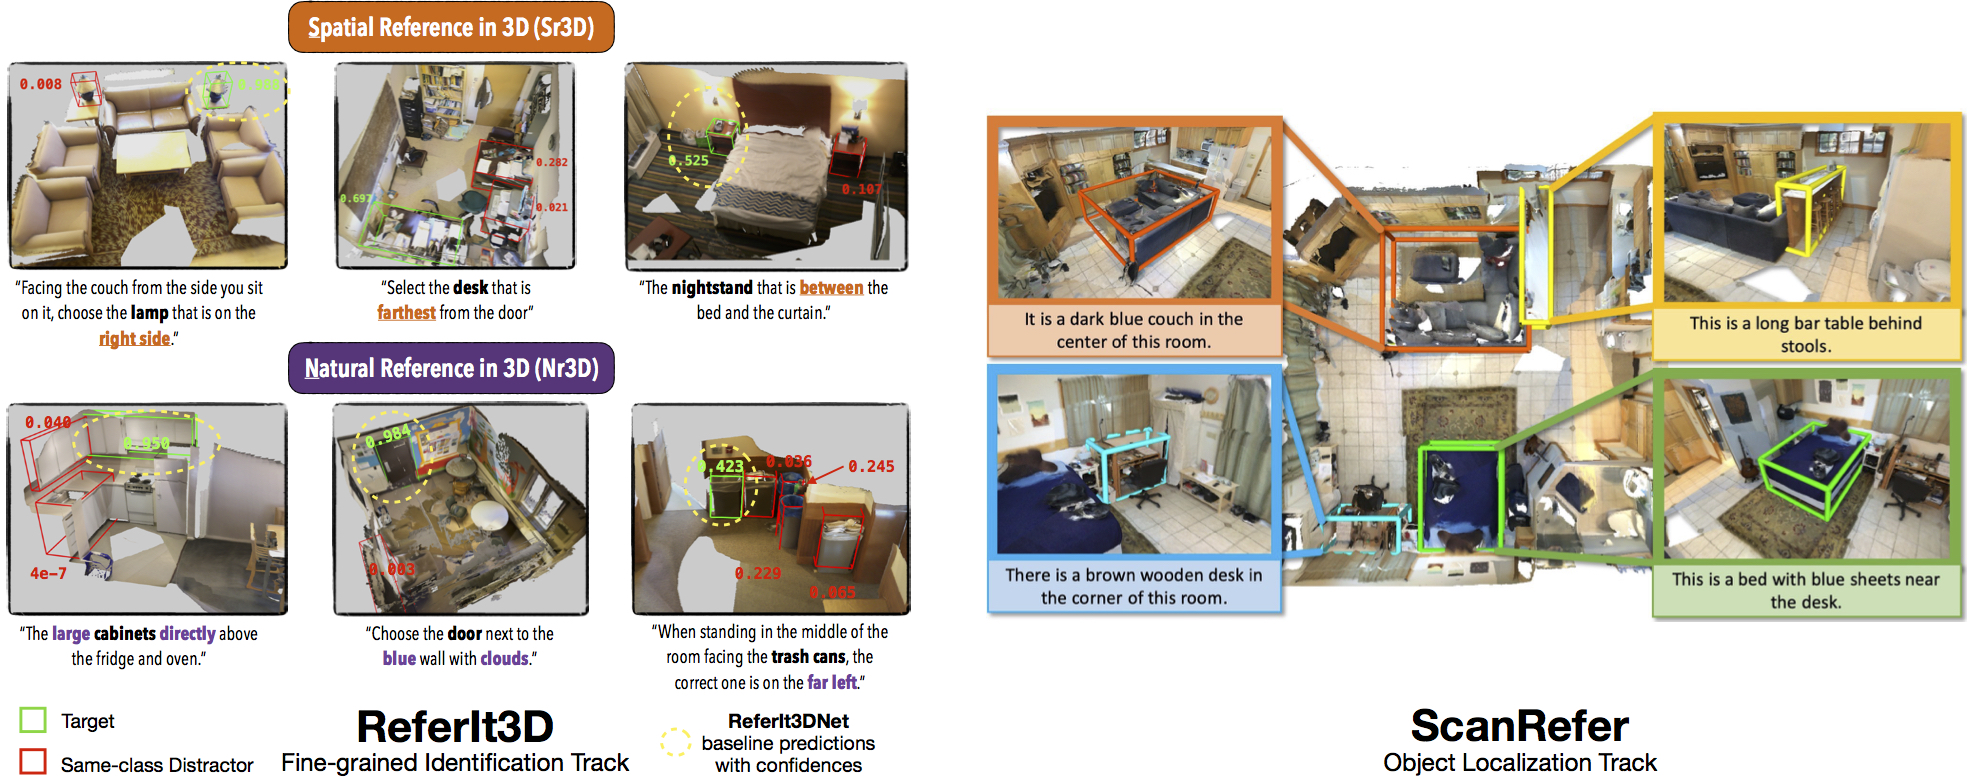 Spatial Reference in 3D (Sr3D)
0.008
0.988
0.282
0.697
0.021
0.525
0.107
“Facing the couch from the side you sit
on it, choose the lamp that is on the
right side.”
“Select the desk that is
farthest from the door”
“The nightstand that is between the
bed and the curtain.”
Natural Reference in 3D (Nr3D)
0.040
0.950
4e-7
0.984
0.003
0.423
0.036
0.245
0.229
0.065
“The large cabinets directly above
the fridge and oven.”
“Choose the door next to the
blue wall with clouds.”
“When standing in the middle of the
room facing the trash cans, the
correct one is on the far left.”
Target
Same-class Distractor
ReferIt3D
Fine-grained Identification Track
ReferIt3DNet
baseline predictions
with confidences
It is a dark blue couch in the
center of this room.
This is a long bar table behind
stools.
There is a brown wooden desk in
the corner of this room.
This is a bed with blue sheets near
the desk.
ScanRefer
Object Localization Track